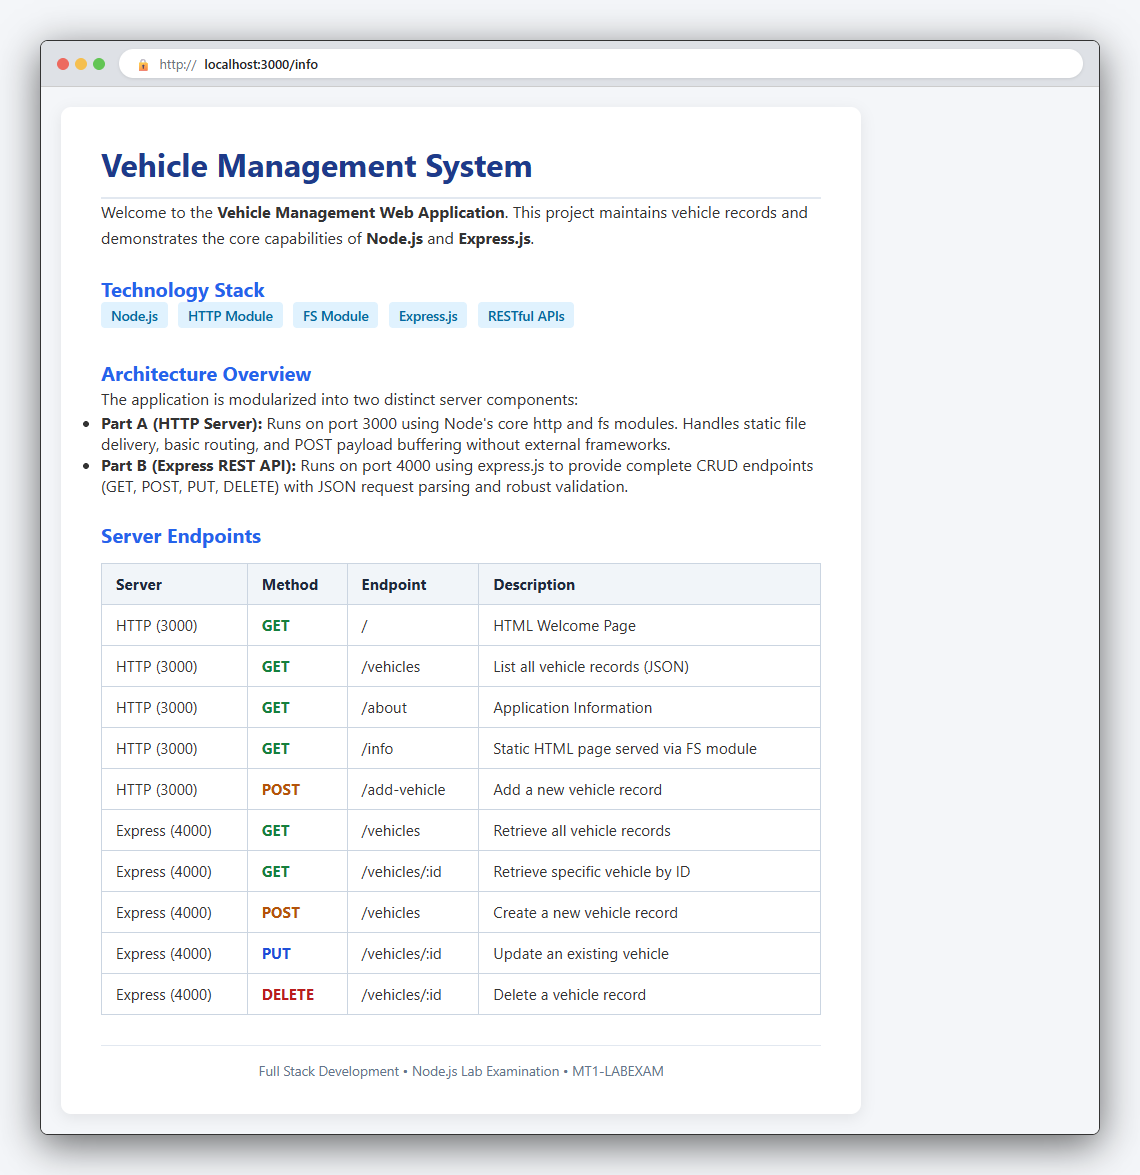 http:// localhost:3000/info
Vehicle Management System
Welcome to the Vehicle Management Web Application. This project maintains vehicle records and
demonstrates the core capabilities of Node.js and Express.js.
Technology Stack
Node.js HTTP Module FS Module Express.js RESTful APIs
Architecture Overview
The application is modularized into two distinct server components:
• Part A (HTTP Server): Runs on port 3000 using Node's core http and fs modules. Handles static file
delivery, basic routing, and POST payload buffering without external frameworks.
• Part B (Express REST API): Runs on port 4000 using express.js to provide complete CRUD endpoints
(GET, POST, PUT, DELETE) with JSON request parsing and robust validation.
Server Endpoints
Server Method Endpoint Description
HTTP (3000) GET / HTML Welcome Page
HTTP (3000) GET /vehicles List all vehicle records (JSON)
HTTP (3000) GET /about Application Information
HTTP (3000) GET /info Static HTML page served via FS module
HTTP (3000) POST /add-vehicle Add a new vehicle record
Express (4000) GET /vehicles Retrieve all vehicle records
Express (4000) GET /vehicles/:id Retrieve specific vehicle by ID
Express (4000) POST /vehicles Create a new vehicle record
Express (4000) PUT /vehicles/:id Update an existing vehicle
Express (4000) DELETE /vehicles/:id Delete a vehicle record
Full Stack Development • Node.js Lab Examination • MT1-LABEXAM